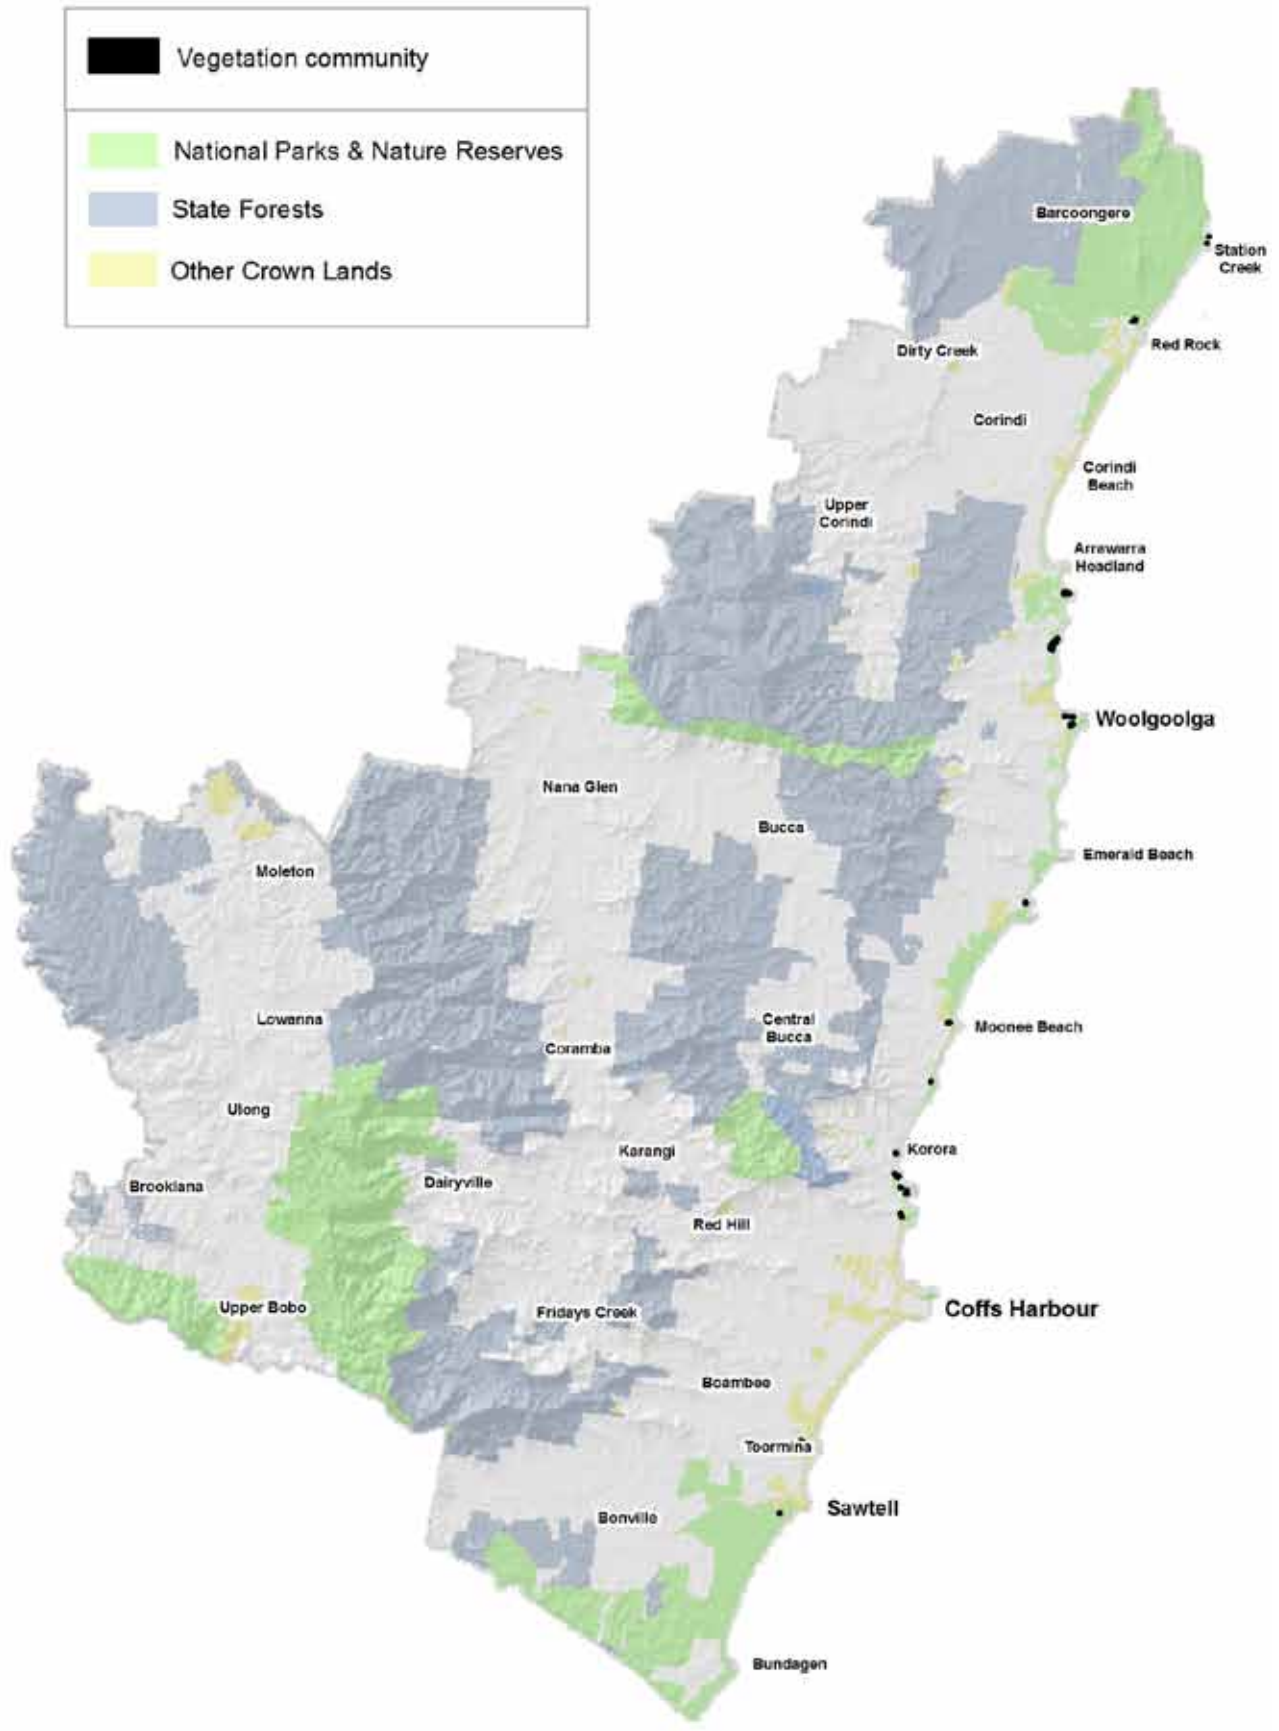 Vegetation community
National Parks & Nature Reserves
State Forests
Other Crown Lands
Barcoongere
Station
Creek
Red Rock
Dirty Creek
Corindi
Corindi
Beach
Upper
Corindi
Arrawarra
Headland
Woolgoolga
Nana Glen
Bucca
Emerald Beach
Moleton
Lowanna
Central
Bucca
Moonee Beach
Coramba
Ulong
Karangi
Korora
Brooklana
Dairyville
Red Hill
Upper Bobo
Fridays Creek
Coffs Harbour
Boambee
Toormina
Sawtell
Bonville
Bundagen